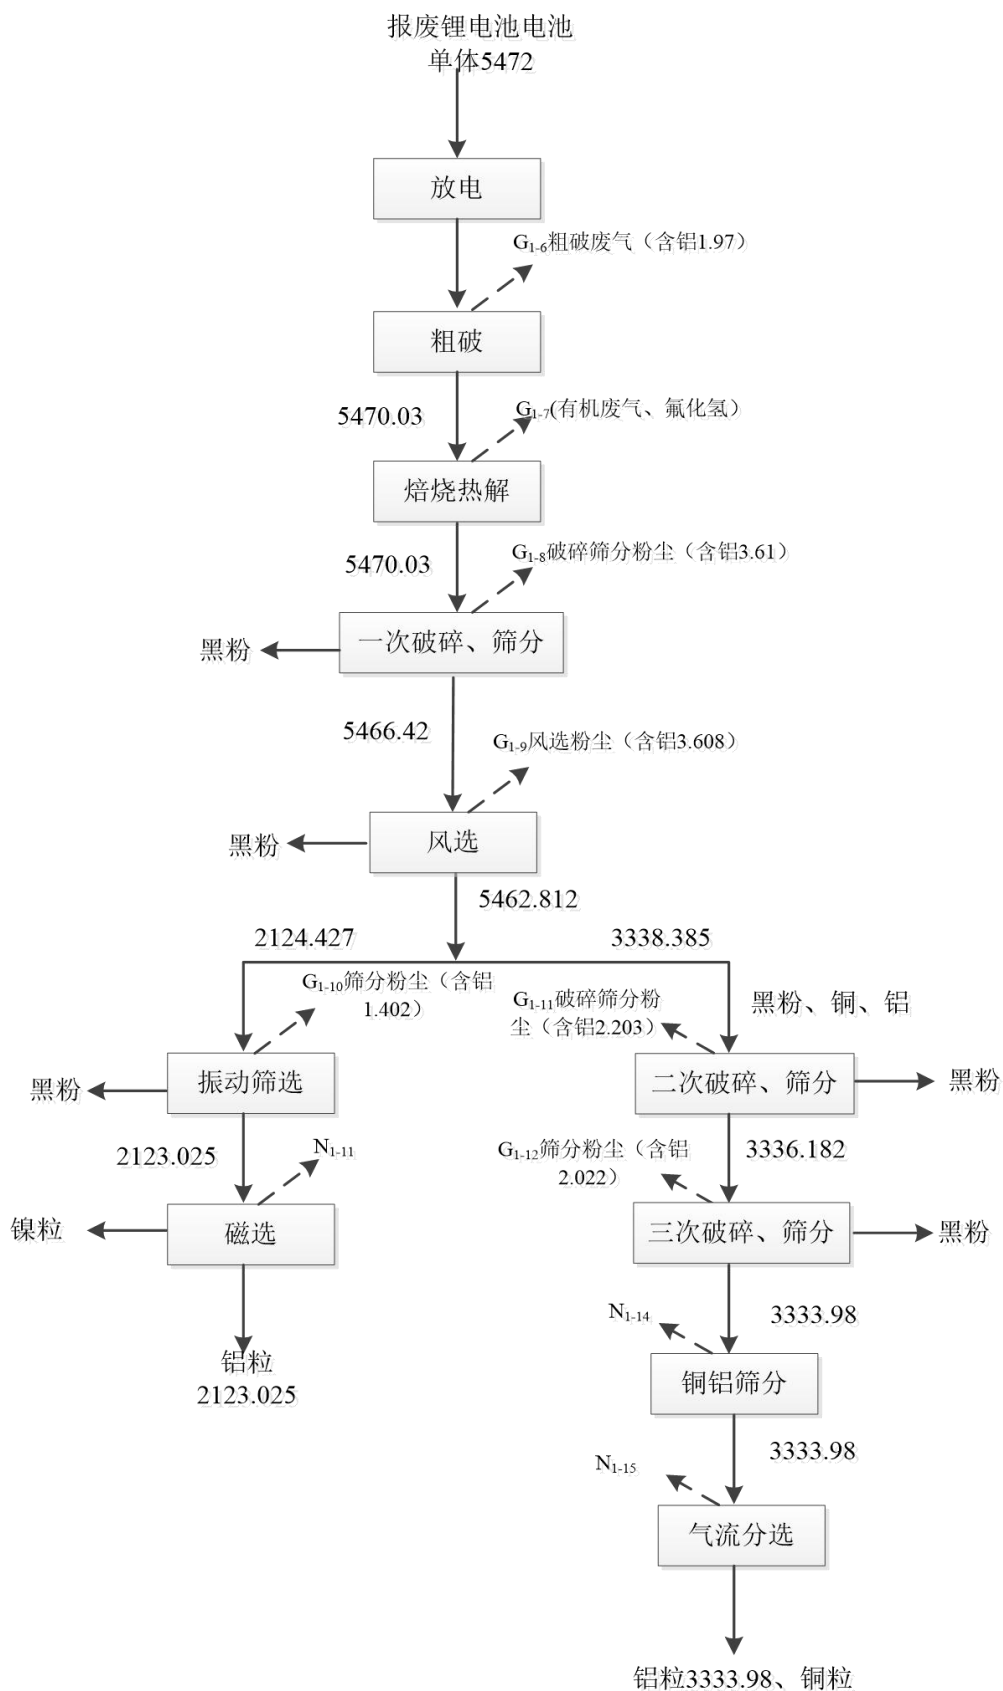 报废锂电池电池
单体5472
放电
G1-6粗破废气（含铝1.97）
粗破
5470.03
G1-7(有机废气、氟化氢）
焙烧热解
5470.03
G1-8破碎筛分粉尘（含铝3.61）
一次破碎、筛分
黑粉
5466.42
G1-9风选粉尘（含铝3.608）
风选
黑粉
5462.812
2124.427
3338.385
G1-10筛分粉尘（含铝
1.402）
G1-11破碎筛分粉
尘（含铝2.203）
黑粉、铜、铝
振动筛选
黑粉
二次破碎、筛分
黑粉
2123.025
N1-11
G1-12筛分粉尘（含铝
2.022）
3336.182
镍粒
磁选
三次破碎、筛分
黑粉
铝粒
2123.025
N1-14
3333.98
铜铝筛分
3333.98
N1-15
气流分选
铝粒3333.98、铜粒